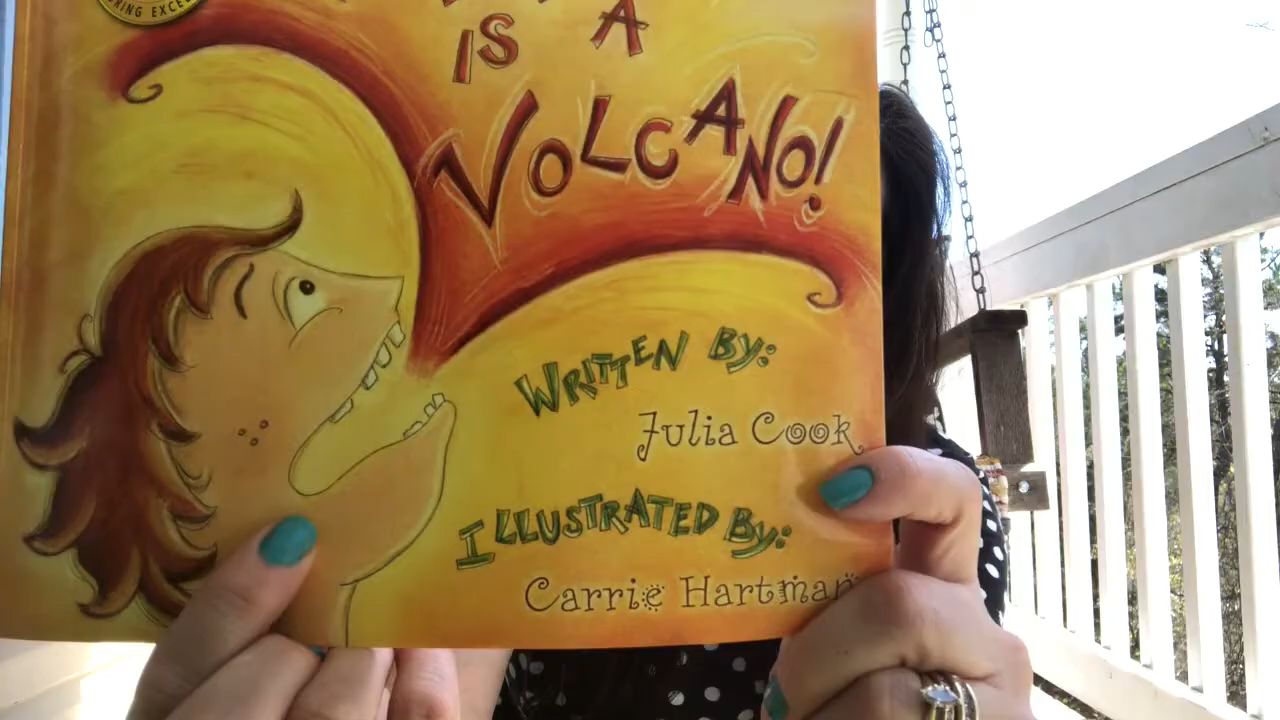 IS A
VOLCANO!
WRITTEN BY:
Julia Cook
ILLUSTRATED BY:
Carrie Hartman